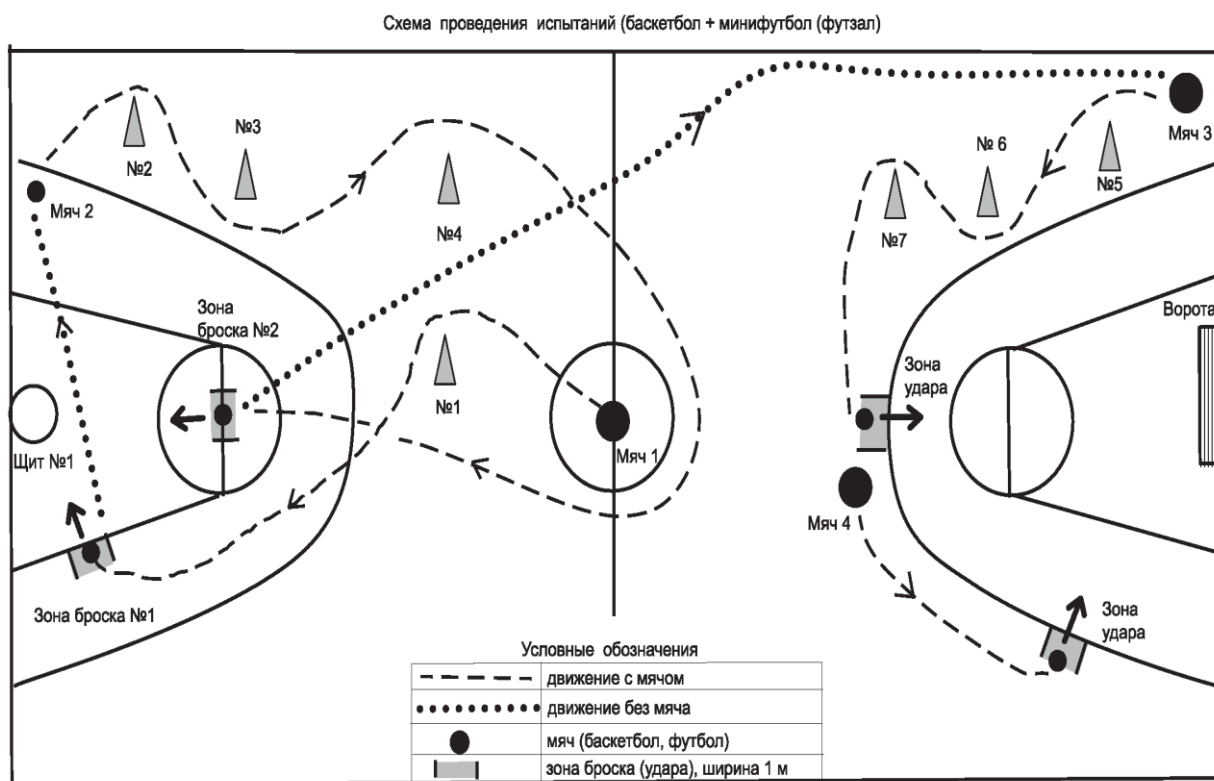 Схема проведения испытаний (баскетбол + минифутбол (футзал)
№2
№3
№4
Мяч 2
Мяч 3
№ 6
№5
№7
Зона
броска №2
№1
Ворота
Зона
удара
Щит №1
Мяч 1
Мяч 4
Зона броска №1
Зона
удара
Условные обозначения
движение с мячом
движение без мяча
мяч (баскетбол, футбол)
зона броска (удара), ширина 1 м